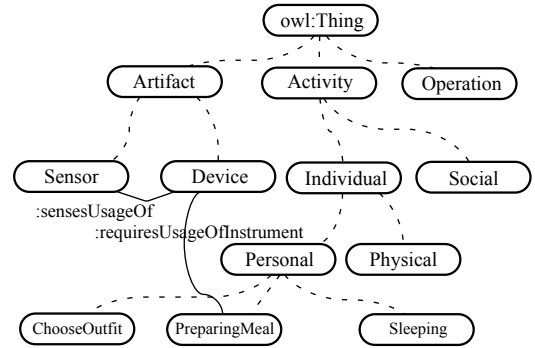 owl:Thing
Artifact Activity Operation
Sensor Device Individual Social
:sensesUsageOf
:requiresUsageOfInstrument
Personal Physical
ChooseOutfit PreparingMeal Sleeping